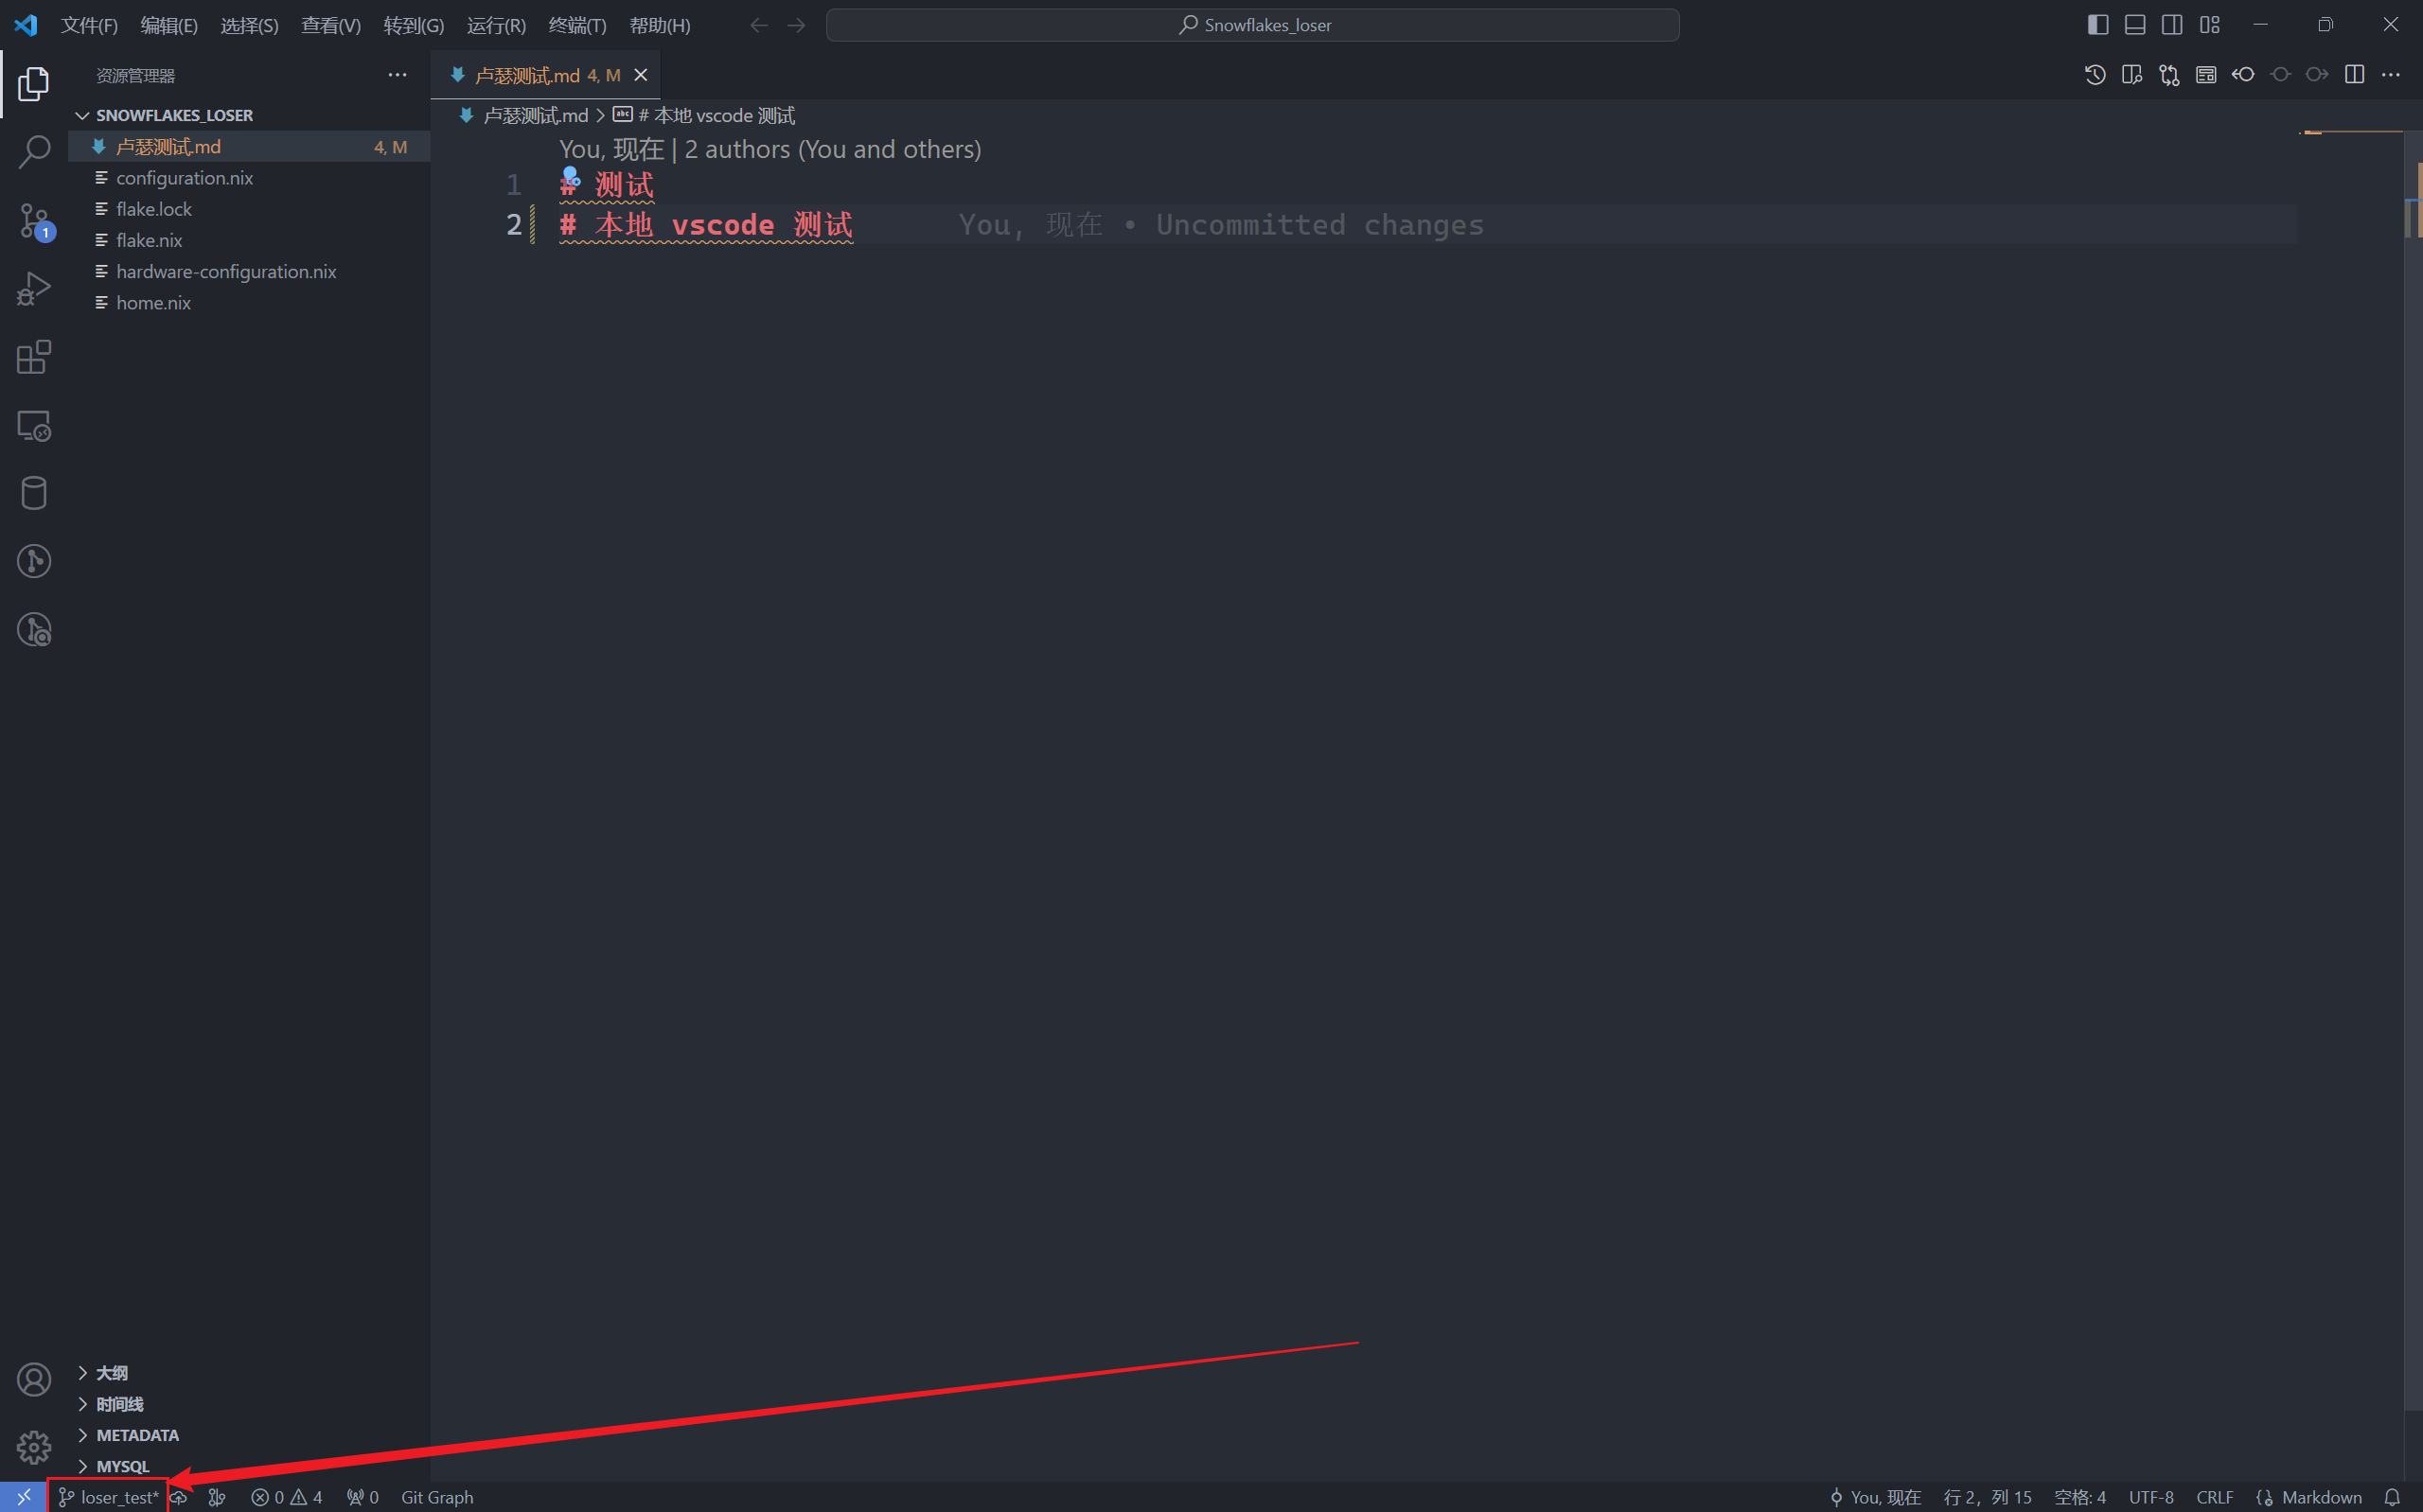 文件(F) 编辑(E) 选择(S) 查看(V) 转到(G) 运行(R) 终端(T) 帮助(H) Snowflakes_loser
资源管理器
卢瑟测试.md 4, M
SNOWFLAKES_LOSER
卢瑟测试.md 4, M
configuration.nix
flake.lock
flake.nix
hardware-configuration.nix
home.nix
1
卢瑟测试.md > abc # 本地 vscode 测试
You, 现在 | 2 authors (You and others)
1 # 测试
2 # 本地 vscode 测试 You, 现在 • Uncommitted changes
大纲
时间线
METADATA
MYSQL
loser_test* 0 4 0 Git Graph
You, 现在 行 2，列 15 空格: 4 UTF-8 CRLF Markdown